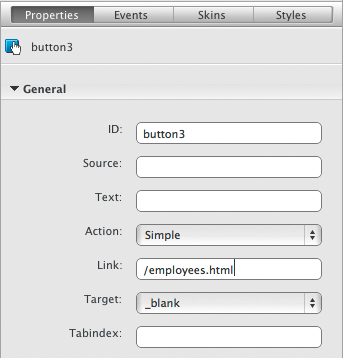 Properties Events Skins Styles
button3
General
ID: button3
Source:
Text:
Action: Simple
Link: /employees.html
Target: _blank
Tabindex: